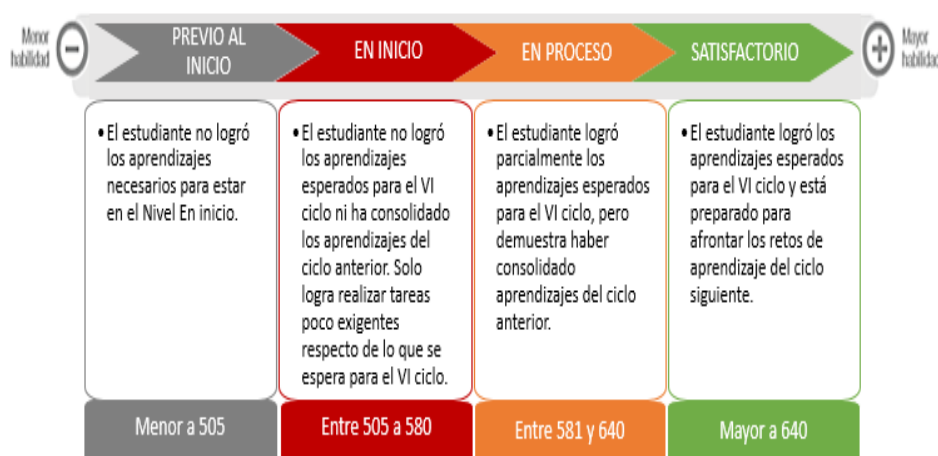 Menor
habilidad
PREVIO AL
INICIO
EN INICIO
EN PROCESO
SATISFACTORIO
Mayor
habilidad
• El estudiante no logró
los aprendizajes
necesarios para estar
en el Nivel En inicio.
• El estudiante no logró
los aprendizajes
esperados para el VI
ciclo ni ha consolidado
los aprendizajes del
ciclo anterior. Solo
logra realizar tareas
poco exigentes
respecto de lo que se
espera para el VI ciclo.
• El estudiante logró
parcialmente los
aprendizajes esperados
para el VI ciclo, pero
demuestra haber
consolidado
aprendizajes del ciclo
anterior.
• El estudiante logró los
aprendizajes esperados
para el VI ciclo y está
preparado para
afrontar los retos de
aprendizaje del ciclo
siguiente.
Menor a 505
Entre 505 a 580
Entre 581 y 640
Mayor a 640